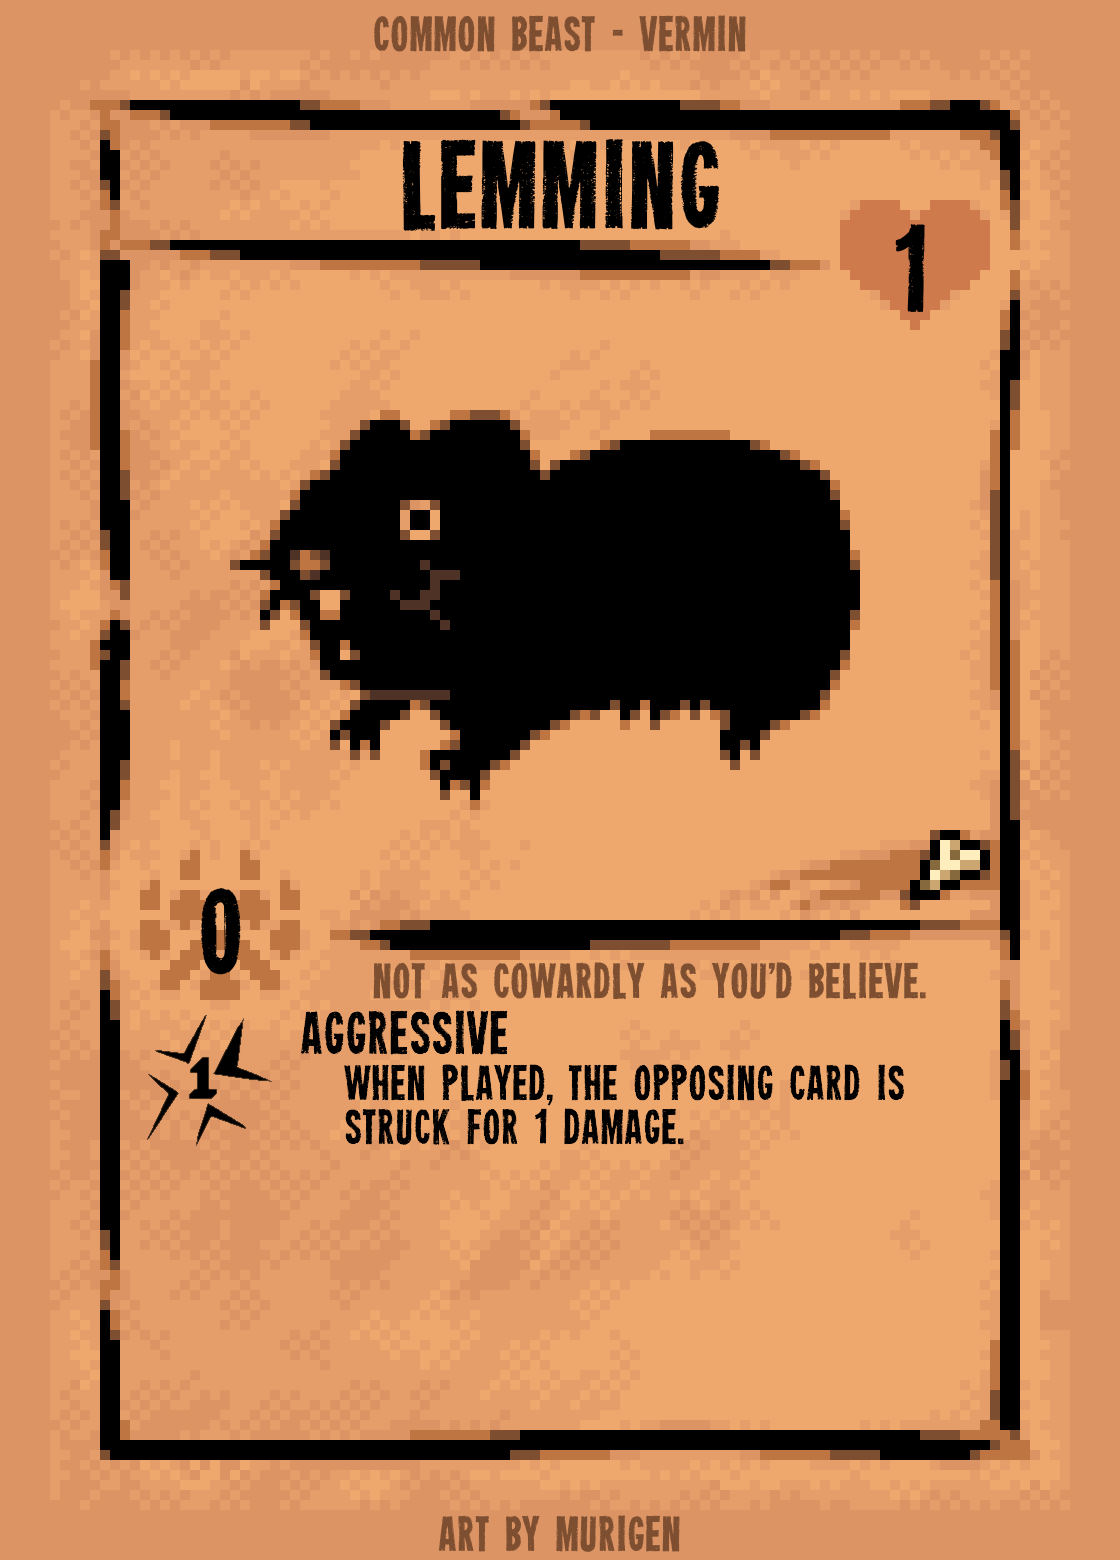 COMMON BEAST - VERMIN
LEMMING
1
0
NOT AS COWARDLY AS YOU'D BELIEVE.
AGGRESSIVE
1
WHEN PLAYED, THE OPPOSING CARD IS
STRUCK FOR 1 DAMAGE.
ART BY MURIGEN